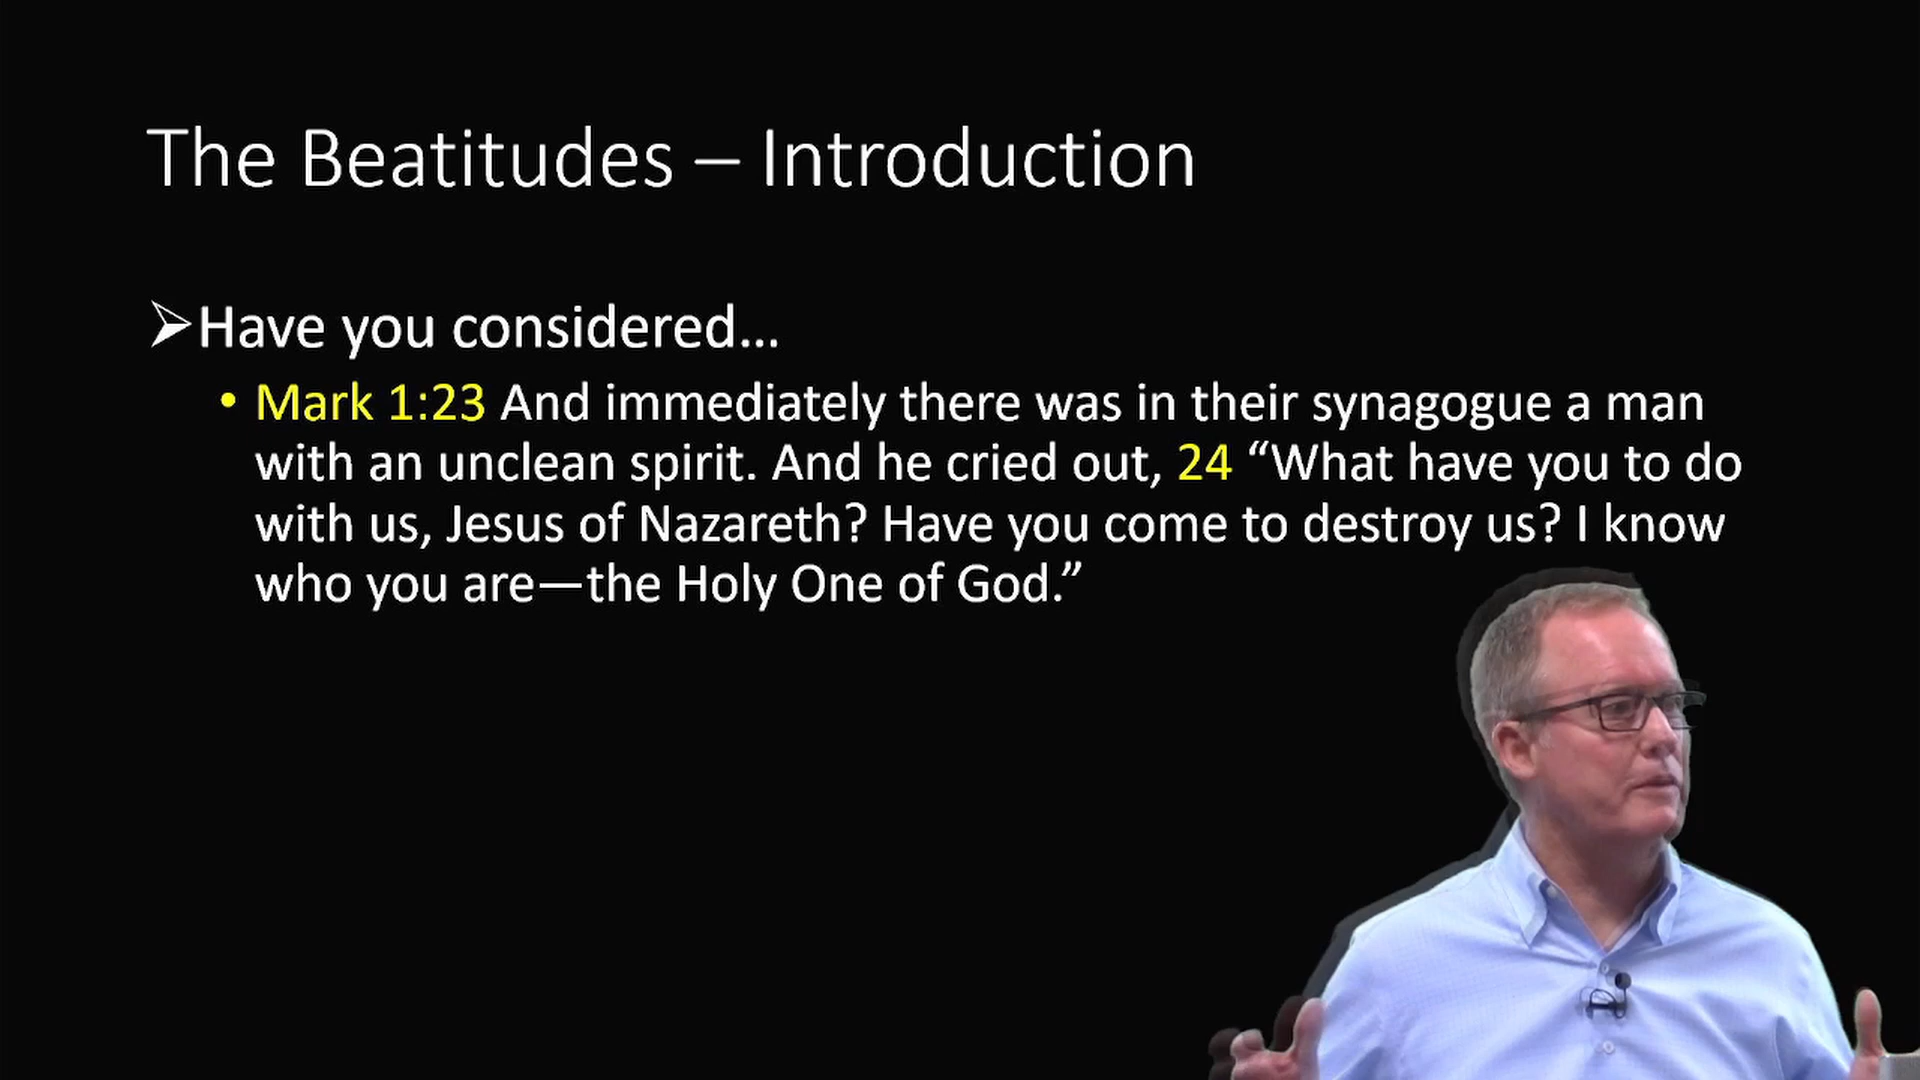 The Beatitudes – Introduction
➢Have you considered…
• Mark 1:23 And immediately there was in their synagogue a man
with an unclean spirit. And he cried out, 24 “What have you to do
with us, Jesus of Nazareth? Have you come to destroy us? I know
who you are—the Holy One of God.”